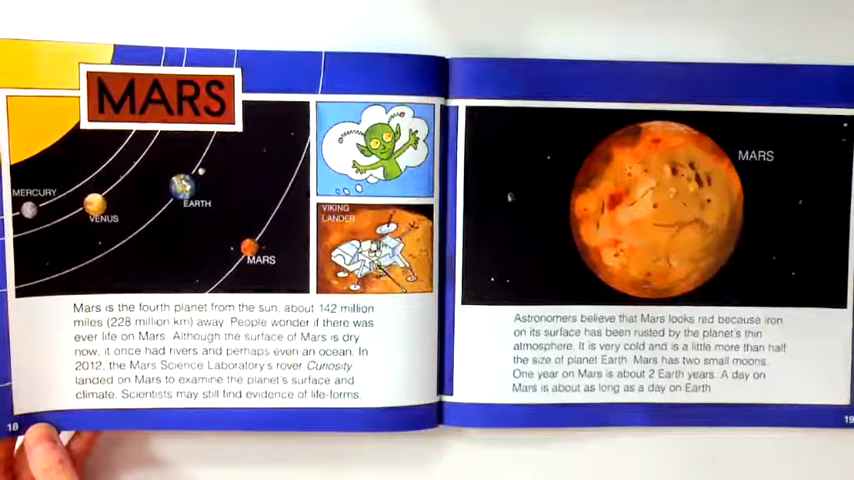 MARS
MERCURY
VENUS
EARTH
MARS
VIKING
LANDER
Mars is the fourth planet from the sun, about 142 million
miles (228 million km) away. People wonder if there was
ever life on Mars. Although the surface of Mars is dry
now, it once had rivers and perhaps even an ocean. In
2012, the Mars Science Laboratory's rover Curiosity
landed on Mars to examine the planet's surface and
climate. Scientists may still find evidence of life-forms.
18
MARS
Astronomers believe that Mars looks red because iron
on its surface has been rusted by the planet's thin
atmosphere. It is very cold and is a little more than half
the size of planet Earth. Mars has two small moons.
One year on Mars is about 2 Earth years. A day on
Mars is about as long as a day on Earth
19